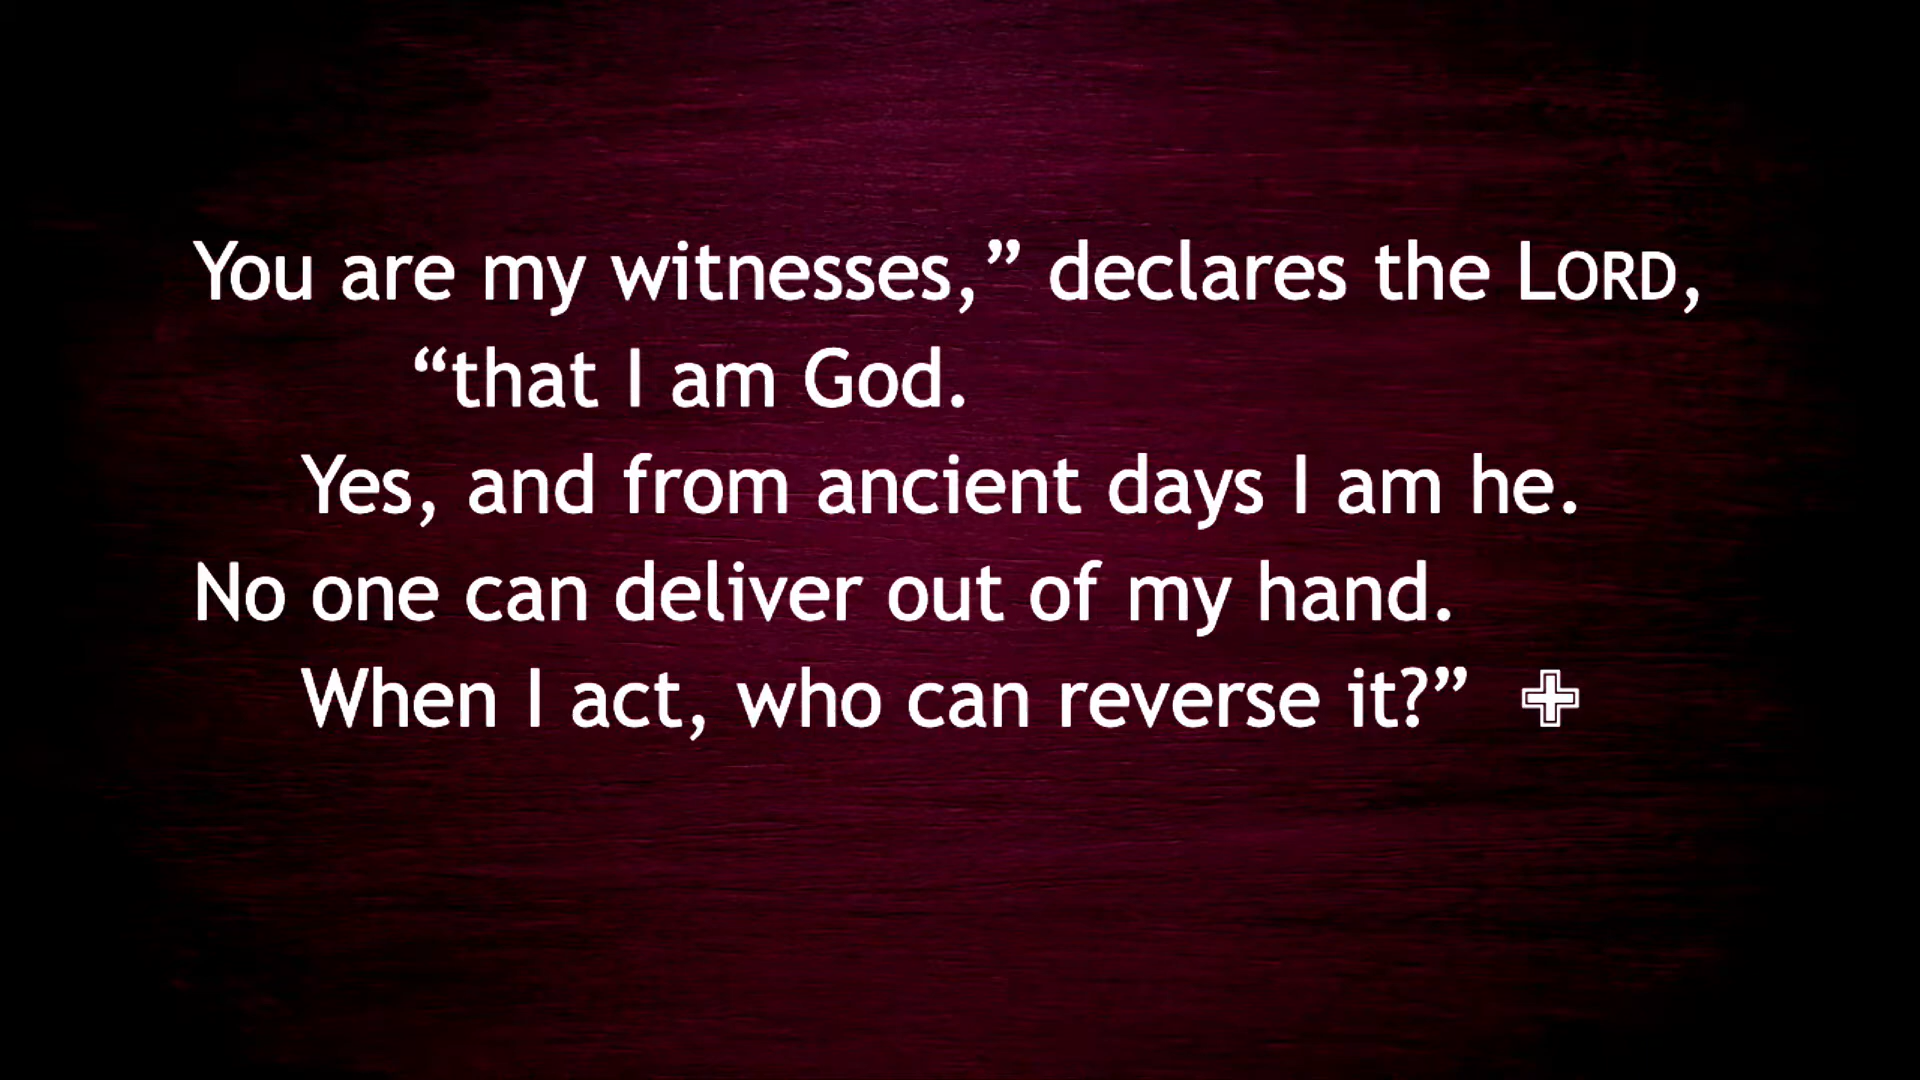 You are my witnesses,” declares the LORD,
“that I am God.
Yes, and from ancient days I am he.
No one can deliver out of my hand.
When I act, who can reverse it?”